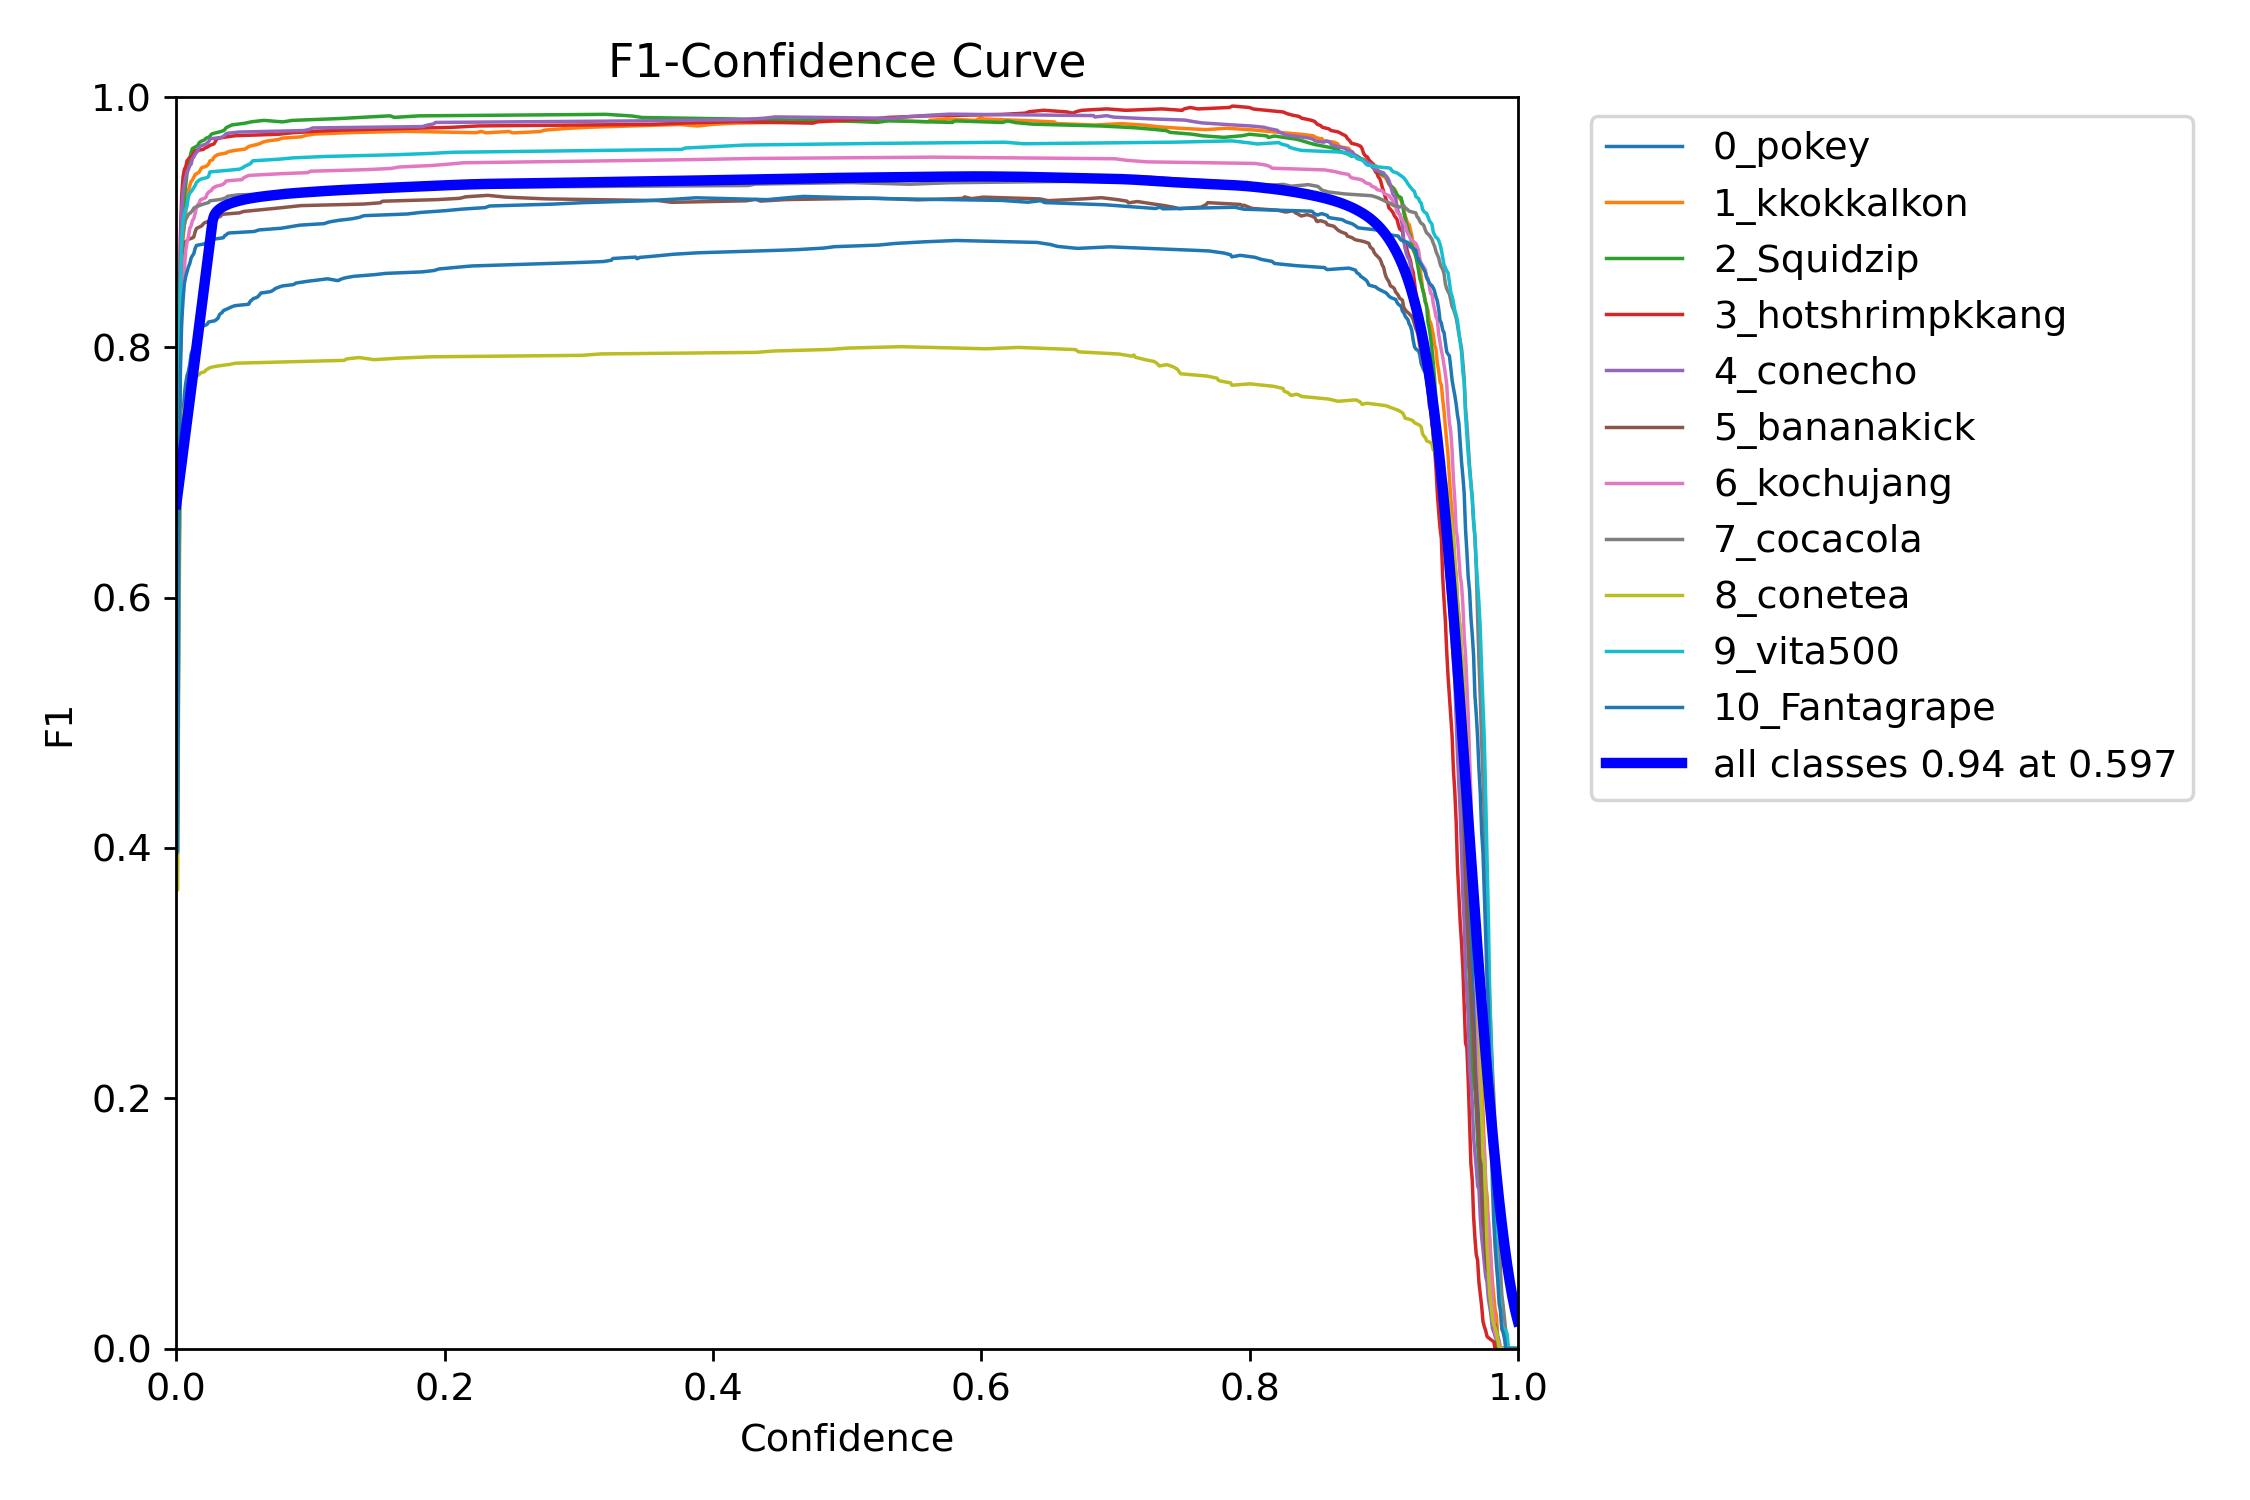 F1-Confidence Curve
1.0
0.8
0.6
0.4
0.2
0.0
F1
0.0 0.2 0.4 0.6 0.8 1.0
Confidence
0_pokey
1_kkokkalkon
2_Squidzip
3_hotshrimpkkang
4_conecho
5_bananakick
6_kochujang
7_cocacola
8_conetea
9_vita500
10_Fantagrape
all classes 0.94 at 0.597